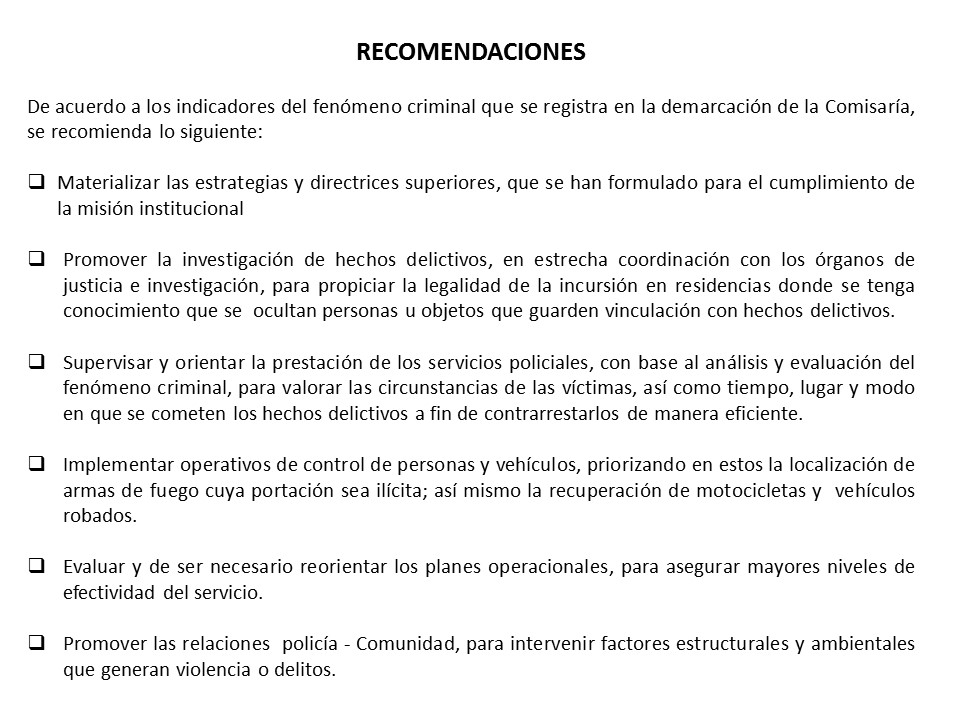 RECOMENDACIONES
De acuerdo a los indicadores del fenómeno criminal que se registra en la demarcación de la Comisaría,
se recomienda lo siguiente:
❑ Materializar las estrategias y directrices superiores, que se han formulado para el cumplimiento de
la misión institucional
❑ Promover la investigación de hechos delictivos, en estrecha coordinación con los órganos de
justicia e investigación, para propiciar la legalidad de la incursión en residencias donde se tenga
conocimiento que se ocultan personas u objetos que guarden vinculación con hechos delictivos.
❑ Supervisar y orientar la prestación de los servicios policiales, con base al análisis y evaluación del
fenómeno criminal, para valorar las circunstancias de las víctimas, así como tiempo, lugar y modo
en que se cometen los hechos delictivos a fin de contrarrestarlos de manera eficiente.
❑ Implementar operativos de control de personas y vehículos, priorizando en estos la localización de
armas de fuego cuya portación sea ilícita; así mismo la recuperación de motocicletas y vehículos
robados.
❑ Evaluar y de ser necesario reorientar los planes operacionales, para asegurar mayores niveles de
efectividad del servicio.
❑ Promover las relaciones policía - Comunidad, para intervenir factores estructurales y ambientales
que generan violencia o delitos.